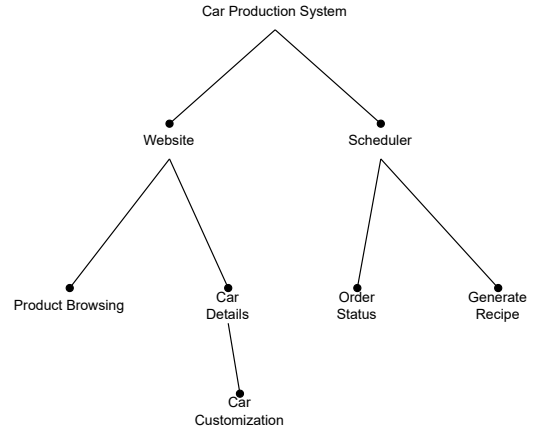 Car Production System
Website
Scheduler
Product Browsing
Car
Details
Order
Status
Generate
Recipe
Car
Customization